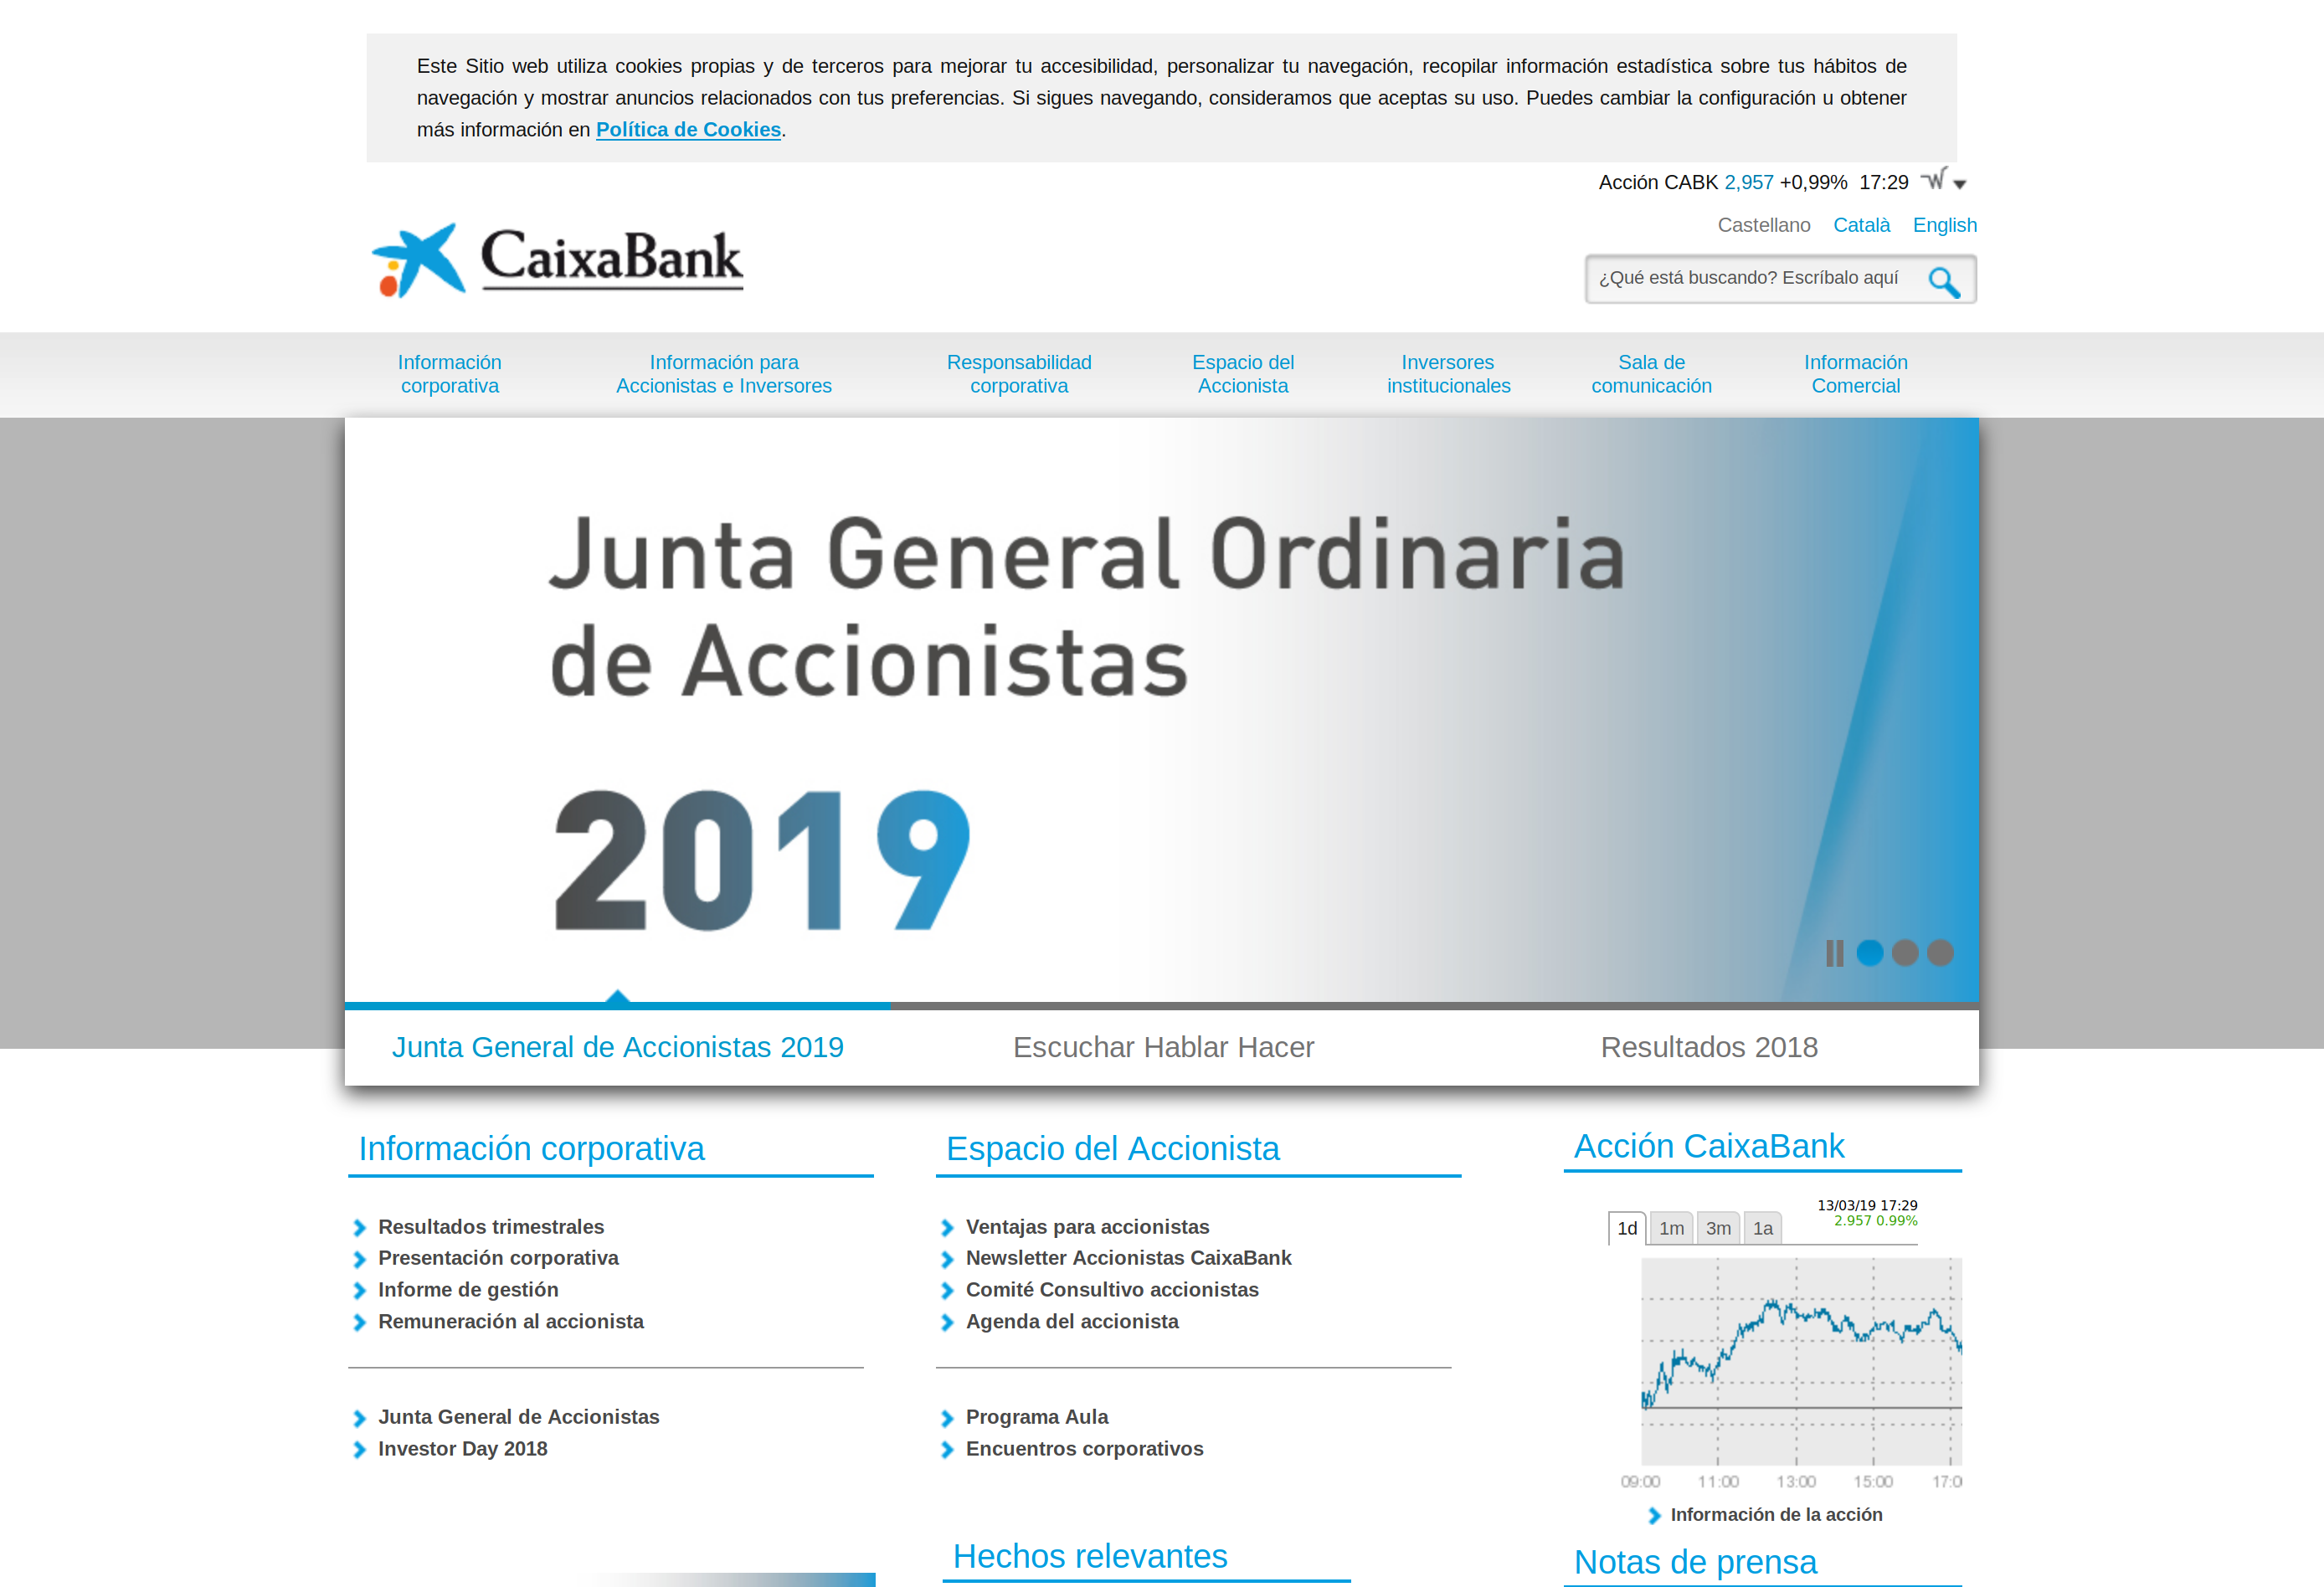 Este Sitio web utiliza cookies propias y de terceros para mejorar tu accesibilidad, personalizar tu navegación, recopilar información estadística sobre tus hábitos de
navegación y mostrar anuncios relacionados con tus preferencias. Si sigues navegando, consideramos que aceptas su uso. Puedes cambiar la configuración u obtener
más información en Política de Cookies.
Acción CABK 2,957 +0,99% 17:29
Castellano Català English
CaixaBank
¿Qué está buscando? Escríbalo aquí
Información
corporativa
Información para
Accionistas e Inversores
Responsabilidad
corporativa
Espacio del
Accionista
Inversores
institucionales
Sala de
comunicación
Información
Comercial
Junta General Ordinaria
de Accionistas
2019
Junta General de Accionistas 2019
Escuchar Hablar Hacer
Resultados 2018
Información corporativa
Resultados trimestrales
Presentación corporativa
Informe de gestión
Remuneración al accionista
Junta General de Accionistas
Investor Day 2018
Espacio del Accionista
Ventajas para accionistas
Newsletter Accionistas CaixaBank
Comité Consultivo accionistas
Agenda del accionista
Programa Aula
Encuentros corporativos
Hechos relevantes
Acción CaixaBank
13/03/19 17:29
2.957 0.99%
1d 1m 3m 1a
09:00 11:00 13:00 15:00 17:0
Información de la acción
Notas de prensa